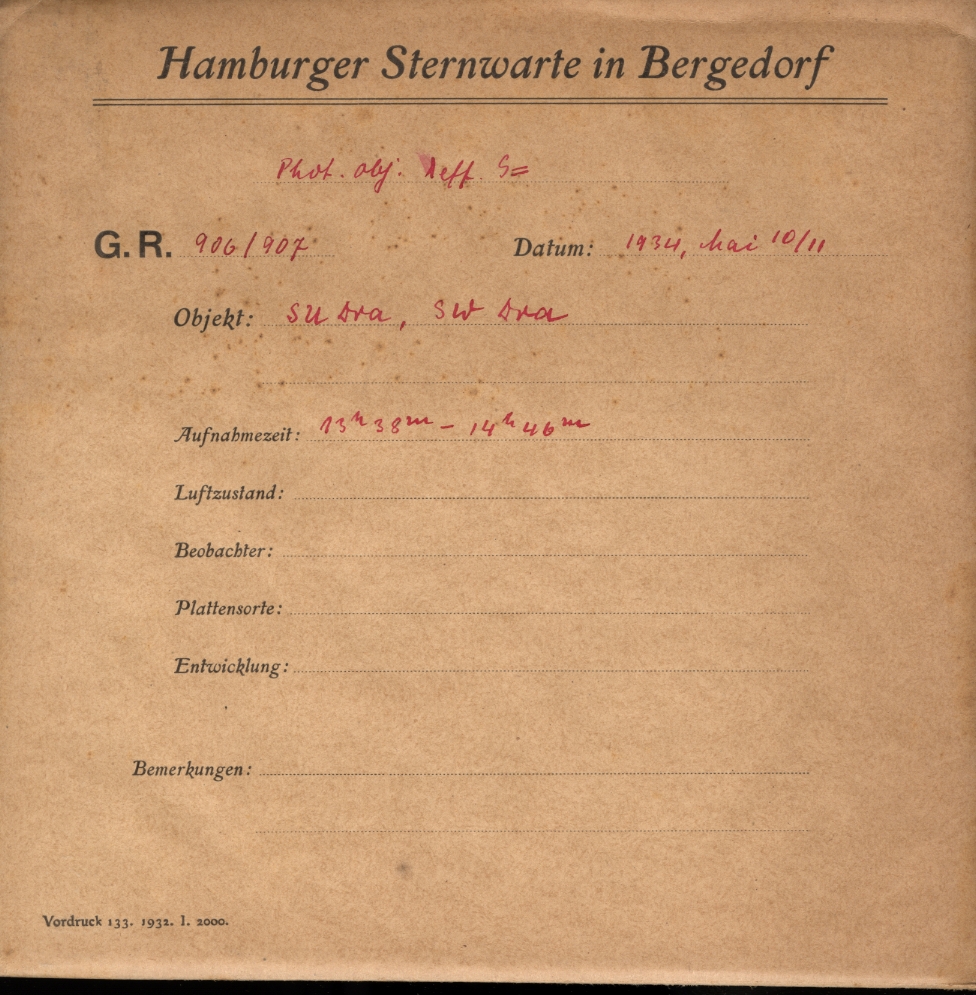 Hamburger Sternwarte in Bergedorf
Phot. obj.
G.R. 906/907 Datum: 1934, Mai 10/11
Objekt: SU Dra, SW Dra
Aufnahmezeit: 13h 38m – 14h 46m
Luftzustand:
Beobachter:
Plattensorte:
Entwicklung:
Bemerkungen:
Vordruck 133. 1932. I. 2000.